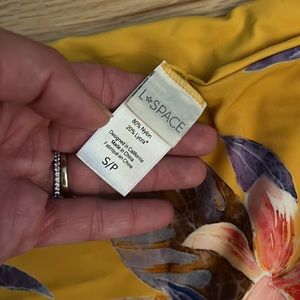 L*SPACE
80% Nylon
20% Lycra®
Designed in California
Made in China
Fabriqué en Chine
S/P